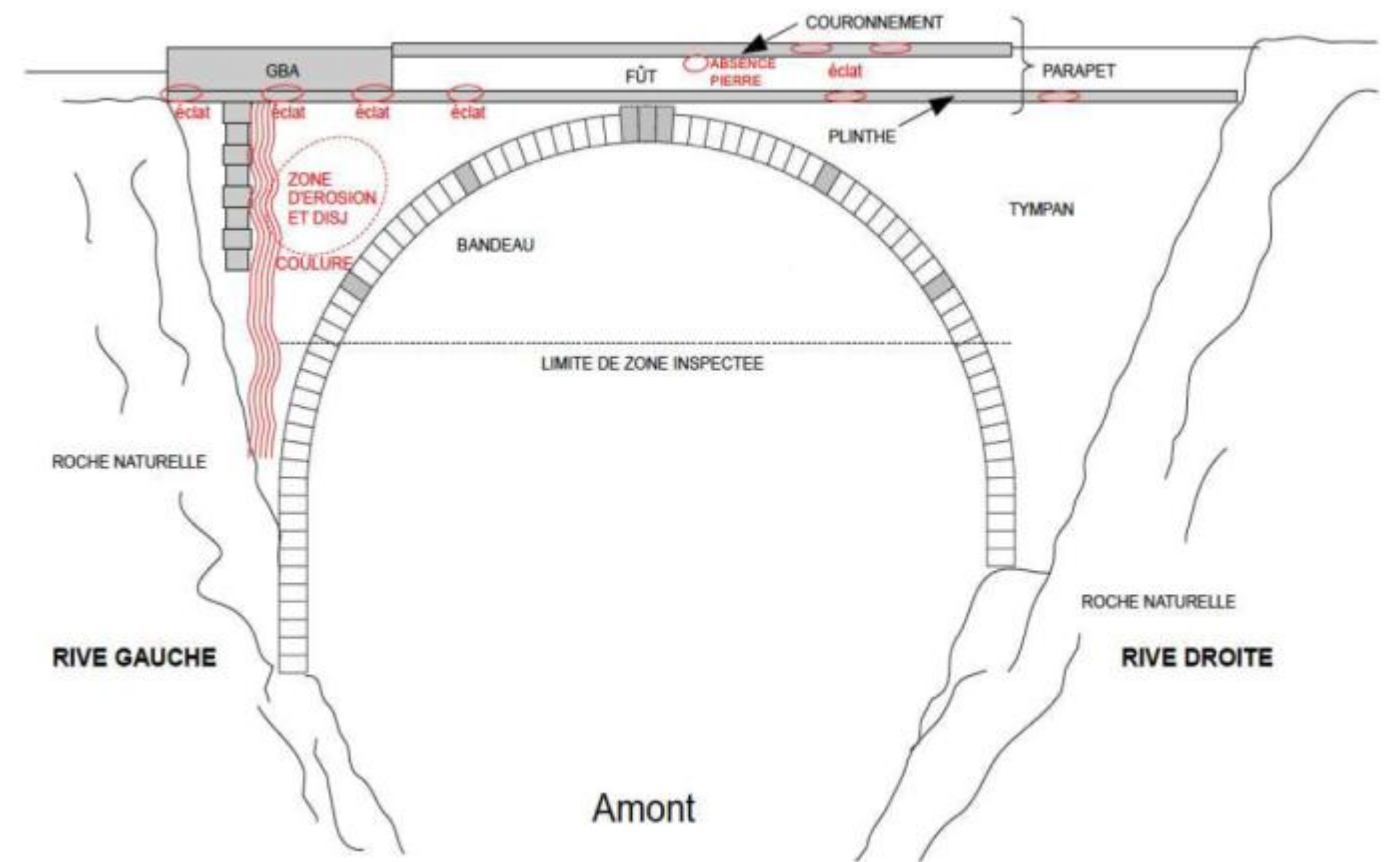 COURONNEMENT
GBA
FÛT
ABSENCE
PIERRE
éclat
PARAPET
éclat
éclat
éclat
éclat
PLINTHE
ZONE
D'EROSION
ET DISJ
TYMPAN
BANDEAU
COULURE
LIMITE DE ZONE INSPECTEE
ROCHE NATURELLE
ROCHE NATURELLE
RIVE GAUCHE
RIVE DROITE
Amont